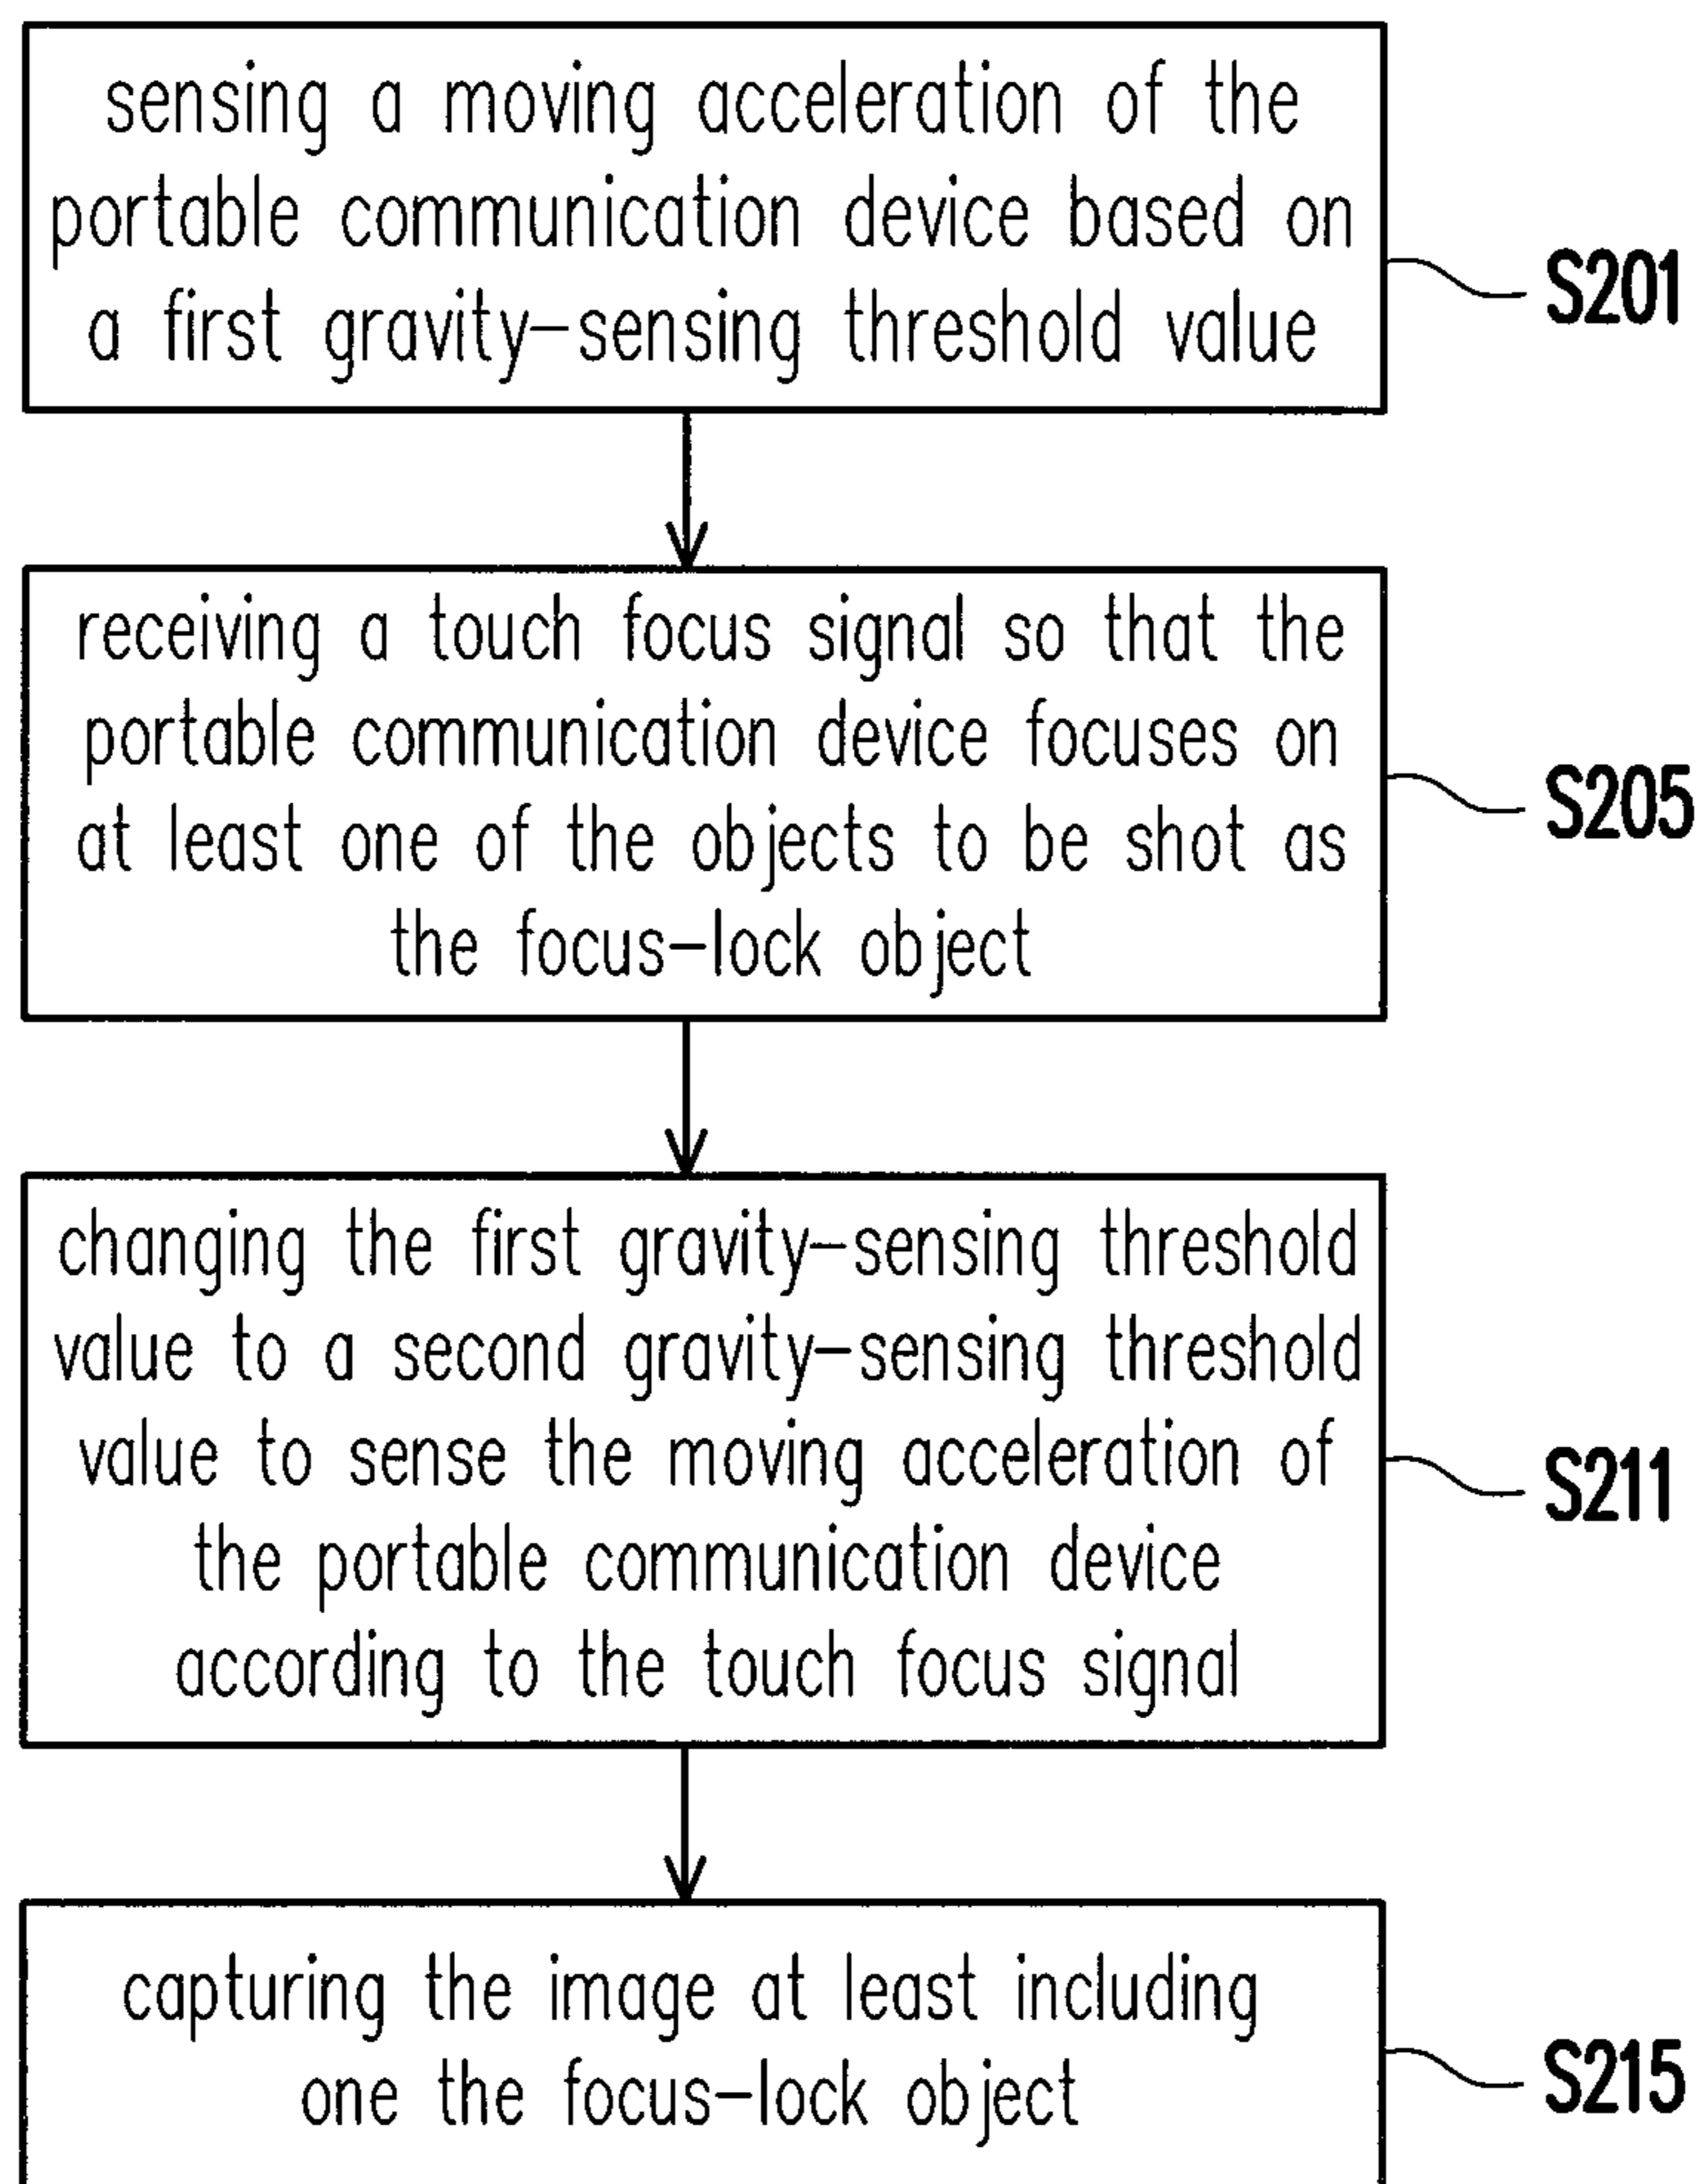 sensing a moving acceleration of the
portable communication device based on
a first gravity-sensing threshold value
S201
receiving a touch focus signal so that the
portable communication device focuses on
at least one of the objects to be shot as
the focus-lock object
S205
changing the first gravity-sensing threshold
value to a second gravity-sensing threshold
value to sense the moving acceleration of
the portable communication device
according to the touch focus signal
S211
capturing the image at least including
one the focus-lock object
S215